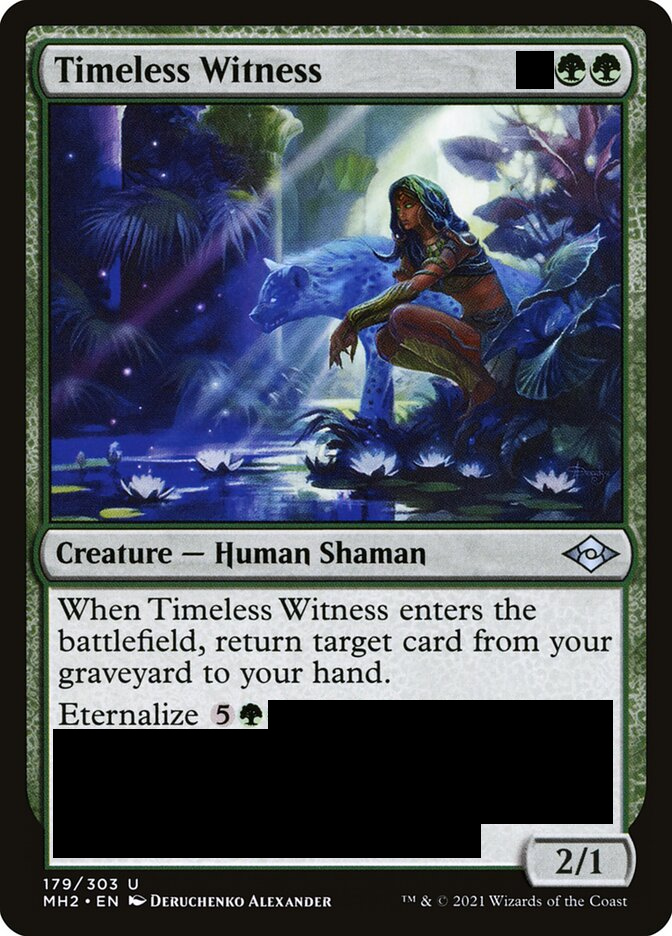 Timeless Witness
Creature — Human Shaman
When Timeless Witness enters the
battlefield, return target card from your
graveyard to your hand.
Eternalize 5
2/1
179/303 U
MH2 • EN Deruchenko Alexander
™ & © 2021 Wizards of the Coast